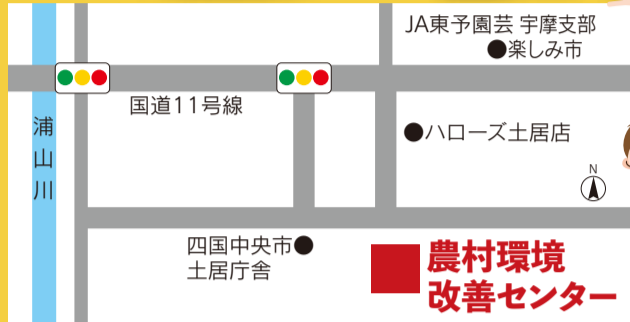 JA東予園芸 宇摩支部
●楽しみ市
国道11号線
浦山川
●ハローズ土居店
N
四国中央市●
土居庁舎
農村環境
改善センター